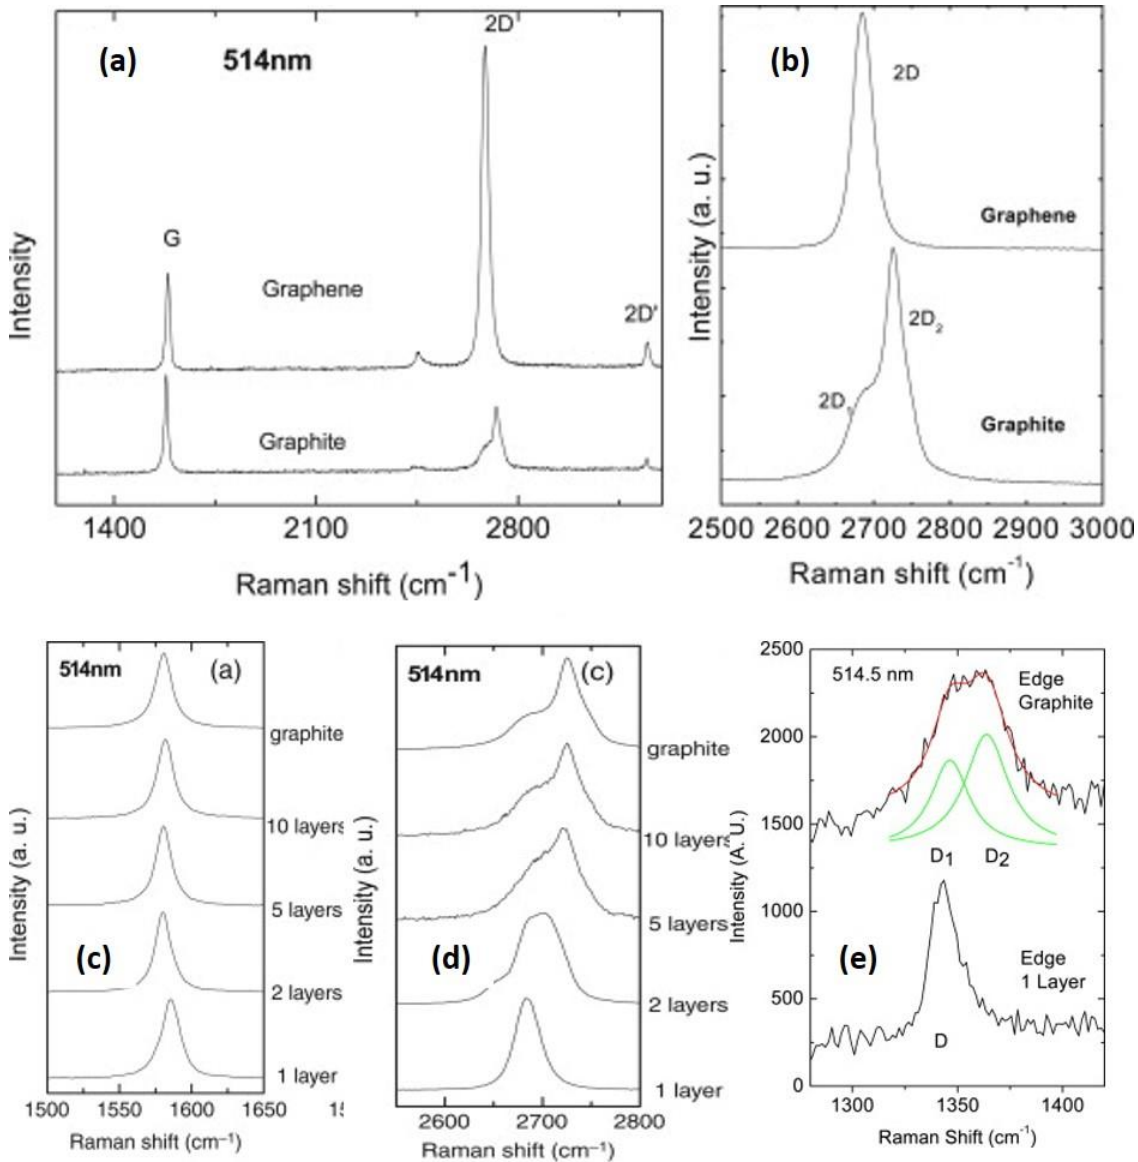 (a)
514nm
2D
G
Graphene
2D'
Graphite
Intensity
1400
2100
2800
Raman shift (cm-1)
(b)
2D
Graphene
2D2
2D1
Graphite
Intensity (a. u.)
2500 2600 2700 2800 2900 3000
Raman shift (cm-1)
514nm
(a)
graphite
10 layers
5 layers
(c)
2 layers
1 layer
Intensity (a. u.)
1500 1550 1600 1650
Raman shift (cm–1)
514nm
(c)
graphite
10 layers
5 layers
(d)
2 layers
1 layer
Intensity (a. u.)
2600 2700 2800
Raman shift (cm–1)
2500
2000
1500
1000
500
0
514.5 nm
Edge
Graphite
D1
D2
(e)
Edge
1 Layer
D
Intensity (A. U.)
1300
1350
1400
Raman Shift (cm-1)